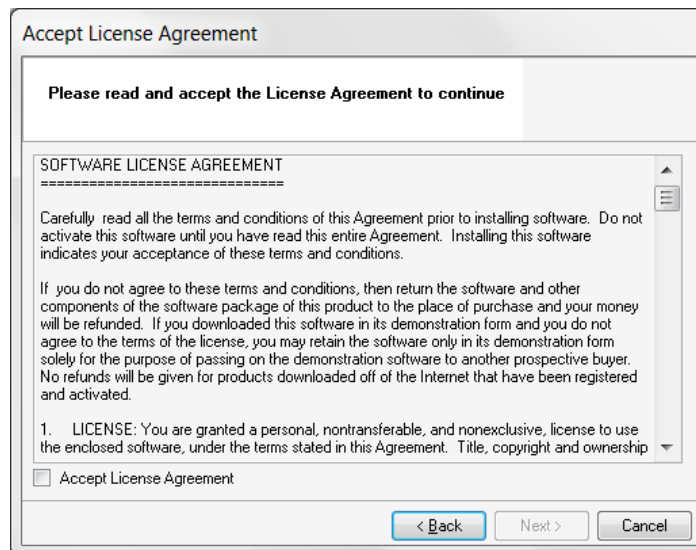 Accept License Agreement
Please read and accept the License Agreement to continue
SOFTWARE LICENSE AGREEMENT
==============================
Carefully  read all the terms and conditions of this Agreement prior to installing software.  Do not
activate this software until you have read this entire Agreement.  Installing this software
indicates your acceptance of these terms and conditions.
If  you do not agree to these terms and conditions, then return the software and other
components of the software package of this product to the place of purchase and your money
will be refunded.  If you downloaded this software in its demonstration form and you do not
agree to the terms of the license, you may retain the software only in its demonstration form
solely for the purpose of passing on the demonstration software to another prospective buyer.
No refunds will be given for products downloaded off of the Internet that have been registered
and activated.
1.    LICENSE: You are granted a personal, nontransferable, and nonexclusive, license to use
the enclosed software, under the terms stated in this Agreement.  Title, copyright and ownership
Accept License Agreement
< Back
Next >
Cancel